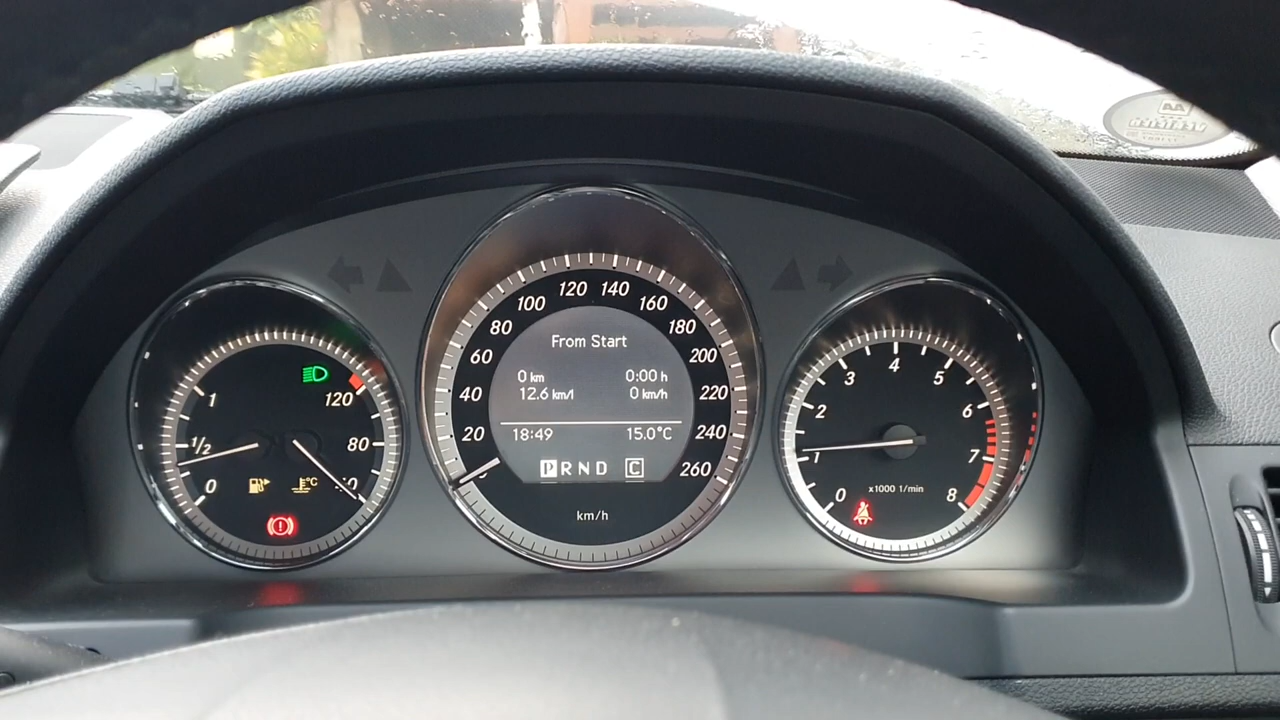 AA
VERIFIED
From Start
0 km 0:00 h
12.6 km/l 0 km/h
18:49 15.0°C
P R N D C
km/h
20
40
60
80
100
120
140
160
180
200
220
240
260
0
1/2
1
120
80
°C
0
1
2
3
4
5
6
7
8
x1000 1/min